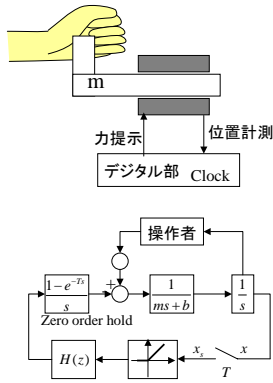 m
力提示
位置計測
デジタル部 Clock
操作者
1−e^{−Ts}
s
+
1
ms+b
1
s
Zero order hold
H(z)
x_s
x
T